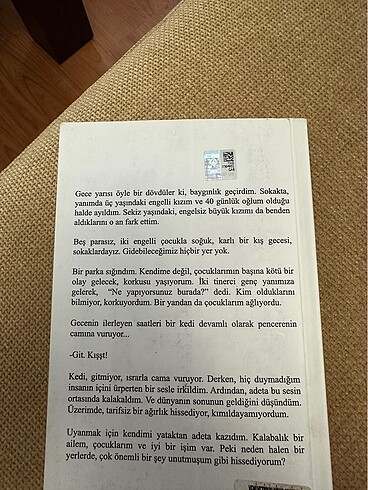 Gece yarısı öyle bir dövdüler ki, baygınlık geçirdim. Sokakta,
yanımda üç yaşındaki engelli kızım ve 40 günlük oğlum olduğu
halde ayıldım. Sekiz yaşındaki, engelsiz büyük kızımı da benden
aldıklarını o an fark ettim.
Beş parasız, iki engelli çocukla soğuk, karlı bir kış gecesi,
sokaklardayız. Gidebileceğimiz hiçbir yer yok.
Bir parka sığındım. Kendime değil, çocuklarımın başına kötü bir
olay gelecek, korkusu yaşıyorum. İki tinerci genç yanımıza
gelerek, “Ne yapıyorsunuz burada?” dedi. Kim olduklarını
bilmiyor, korkuyordum. Bir yandan da çocuklarım ağlıyordu.
Gecenin ilerleyen saatleri bir kedi devamlı olarak pencerenin
camına vuruyor...
-Git. Kışşt!
Kedi, gitmiyor, ısrarla cama vuruyor. Derken, hiç duymadığım
insanın içini ürperten bir sesle irkildim. Ardından, adeta bu sesin
ortasında kalakaldım. Ve dünyanın sonunun geldiğini düşündüm.
Üzerimde, tarifsiz bir ağırlık hissediyor, kımıldayamıyordum.
Uyanmak için kendimi yataktan adeta kazıdım. Kalabalık bir
ailem, çocuklarım ve iyi bir işim var. Peki neden halen bir
yerlerde, çok önemli bir şey unutmuşum gibi hissediyorum?